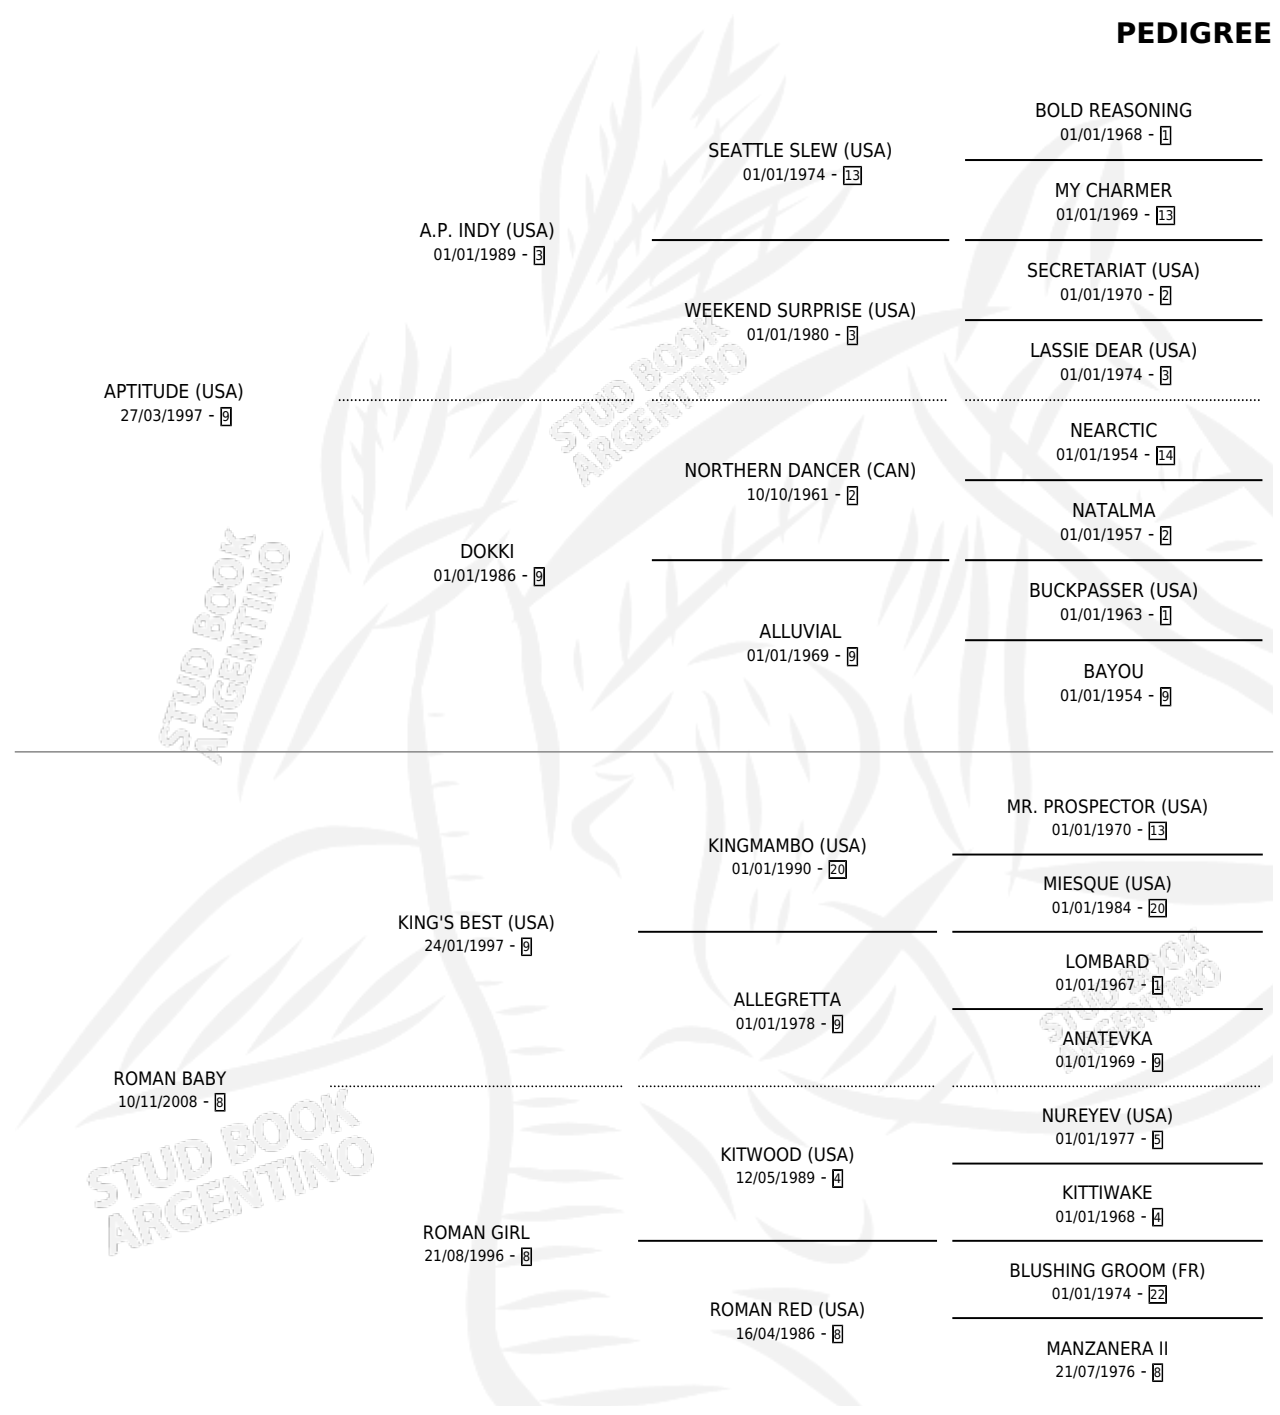 PEDIGREE
BOLD REASONING
01/01/1968 - 1
SEATTLE SLEW (USA)
01/01/1974 - 13
MY CHARMER
01/01/1969 - 13
A.P. INDY (USA)
01/01/1989 - 3
SECRETARIAT (USA)
01/01/1970 - 2
WEEKEND SURPRISE (USA)
01/01/1980 - 3
LASSIE DEAR (USA)
01/01/1974 - 3
APTITUDE (USA)
27/03/1997 - 9
NEARCTIC
01/01/1954 - 14
NORTHERN DANCER (CAN)
10/10/1961 - 2
NATALMA
01/01/1957 - 2
DOKKI
01/01/1986 - 9
BUCKPASSER (USA)
01/01/1963 - 1
ALLUVIAL
01/01/1969 - 9
BAYOU
01/01/1954 - 9
MR. PROSPECTOR (USA)
01/01/1970 - 13
KINGMAMBO (USA)
01/01/1990 - 20
MIESQUE (USA)
01/01/1984 - 20
KING'S BEST (USA)
24/01/1997 - 9
LOMBARD
01/01/1967 - 1
ALLEGRETTA
01/01/1978 - 9
ANATEVKA
01/01/1969 - 9
ROMAN BABY
10/11/2008 - 8
NUREYEV (USA)
01/01/1977 - 5
KITWOOD (USA)
12/05/1989 - 4
KITTIWAKE
01/01/1968 - 4
ROMAN GIRL
21/08/1996 - 8
BLUSHING GROOM (FR)
01/01/1974 - 22
ROMAN RED (USA)
16/04/1986 - 8
MANZANERA II
21/07/1976 - 8
STUD BOOK
ARGENTINO
STUD BOOK
ARGENTINO
STUD BOOK
ARGENTINO
STUD BOOK
ARGENTINO